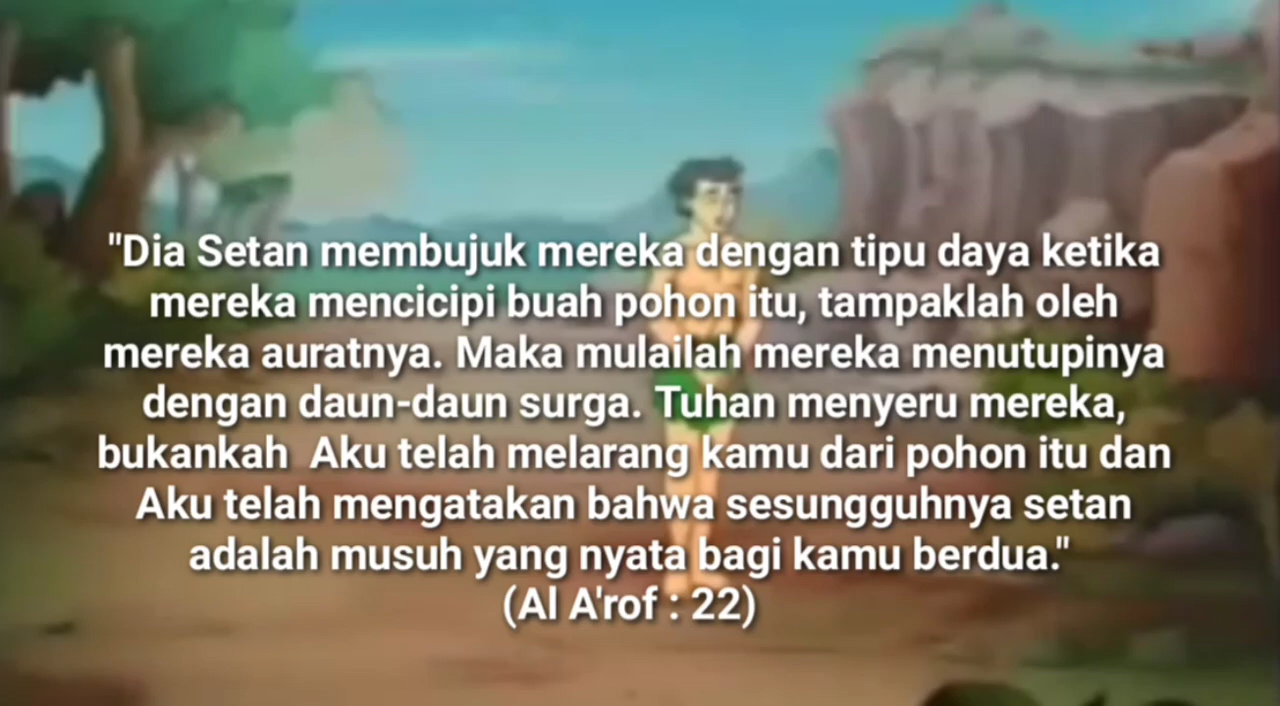 "Dia Setan membujuk mereka dengan tipu daya ketika
mereka mencicipi buah pohon itu, tampaklah oleh
mereka auratnya. Maka mulailah mereka menutupinya
dengan daun-daun surga. Tuhan menyeru mereka,
bukankah  Aku telah melarang kamu dari pohon itu dan
Aku telah mengatakan bahwa sesungguhnya setan
adalah musuh yang nyata bagi kamu berdua."
(Al A'rof : 22)